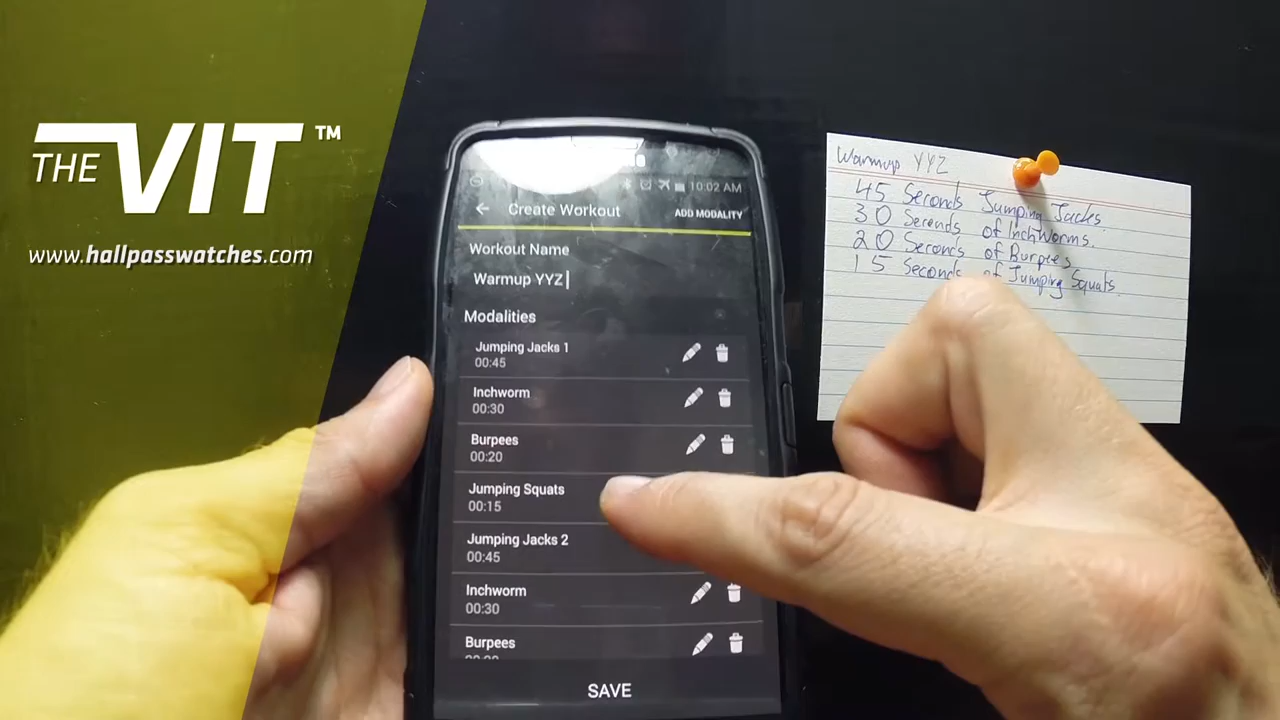 THE VIT™
www.hallpasswatches.com
10:02 AM
Create Workout
ADD MODALITY
Workout Name
Warmup YYZ
Modalities
Jumping Jacks 1
00:45
Inchworm
00:30
Burpees
00:20
Jumping Squats
00:15
Jumping Jacks 2
00:45
Inchworm
00:30
Burpees
SAVE
Warmup YYZ
45 Seconds Jumping Jacks.
30 Seconds of Inchworms.
20 Seconds of Burpees
15 Seconds of Jumping Squats